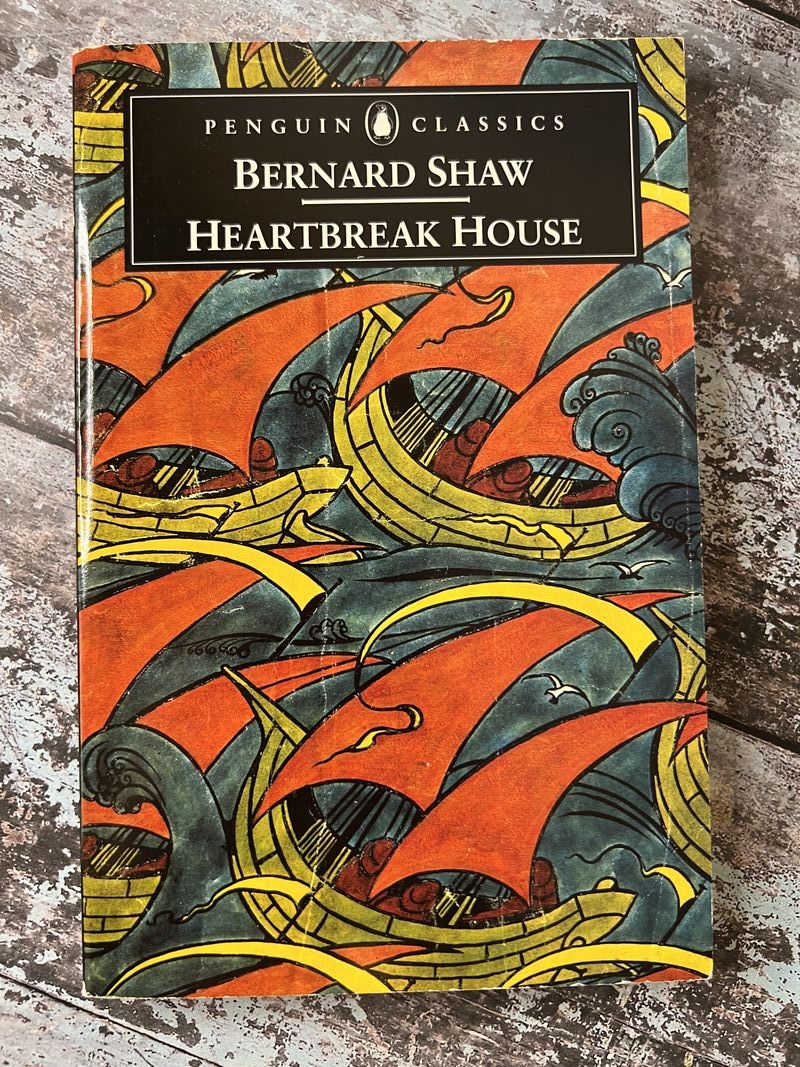 PENGUIN CLASSICS
BERNARD SHAW
HEARTBREAK HOUSE